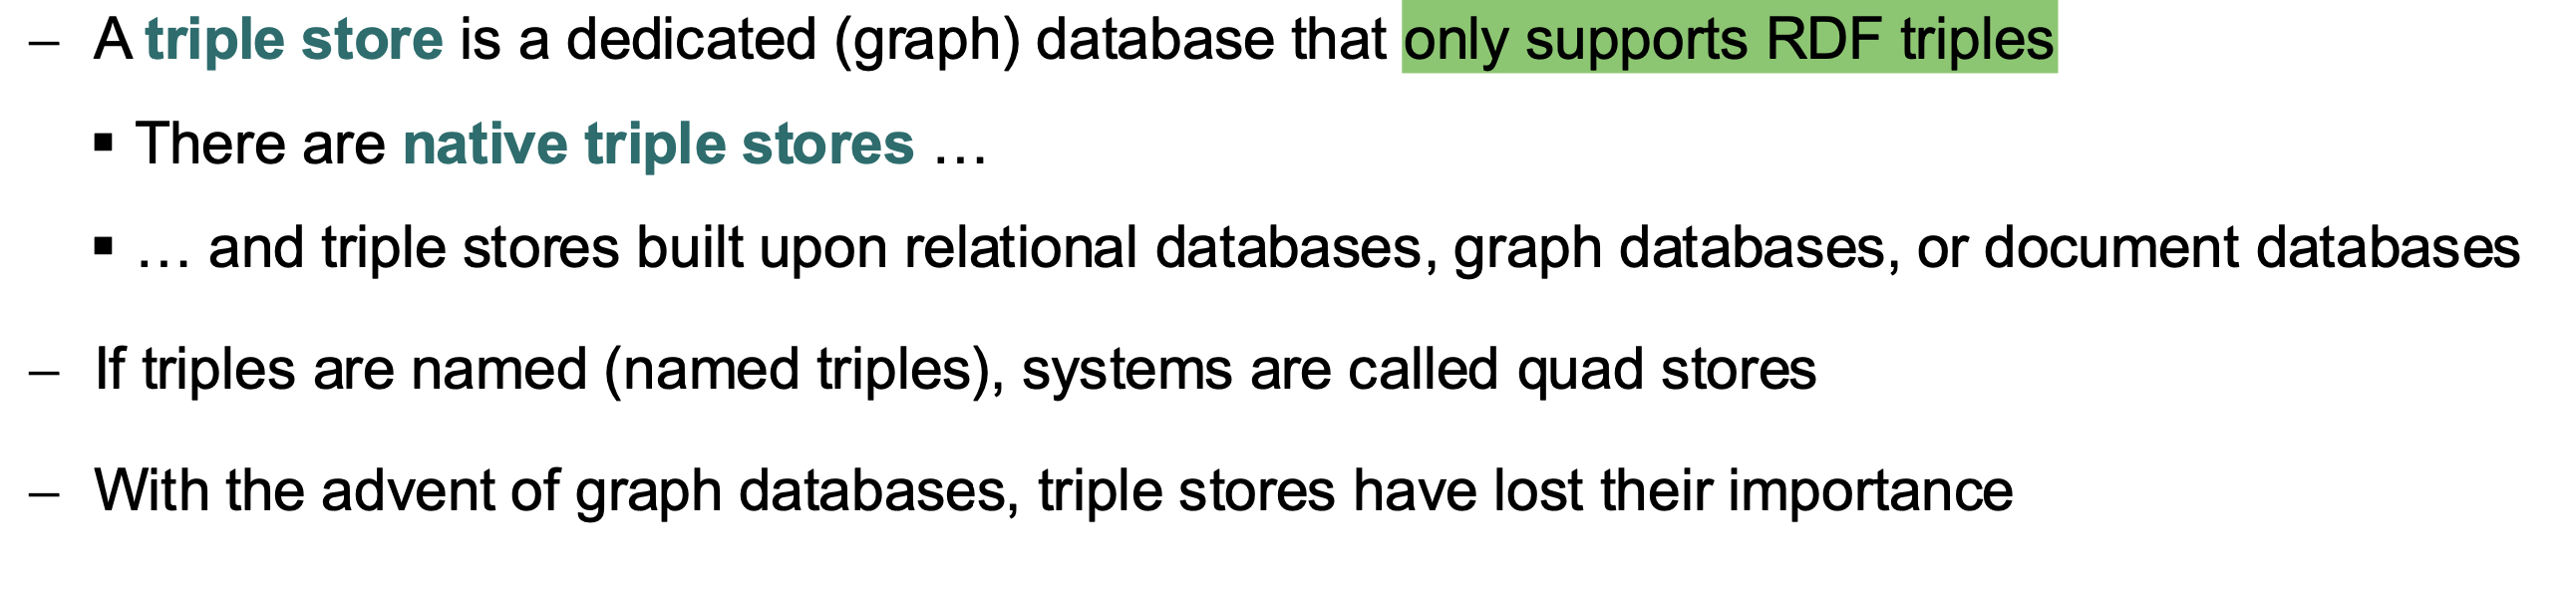 – A triple store is a dedicated (graph) database that only supports RDF triples
▪ There are native triple stores …
▪ … and triple stores built upon relational databases, graph databases, or document databases
– If triples are named (named triples), systems are called quad stores
– With the advent of graph databases, triple stores have lost their importance